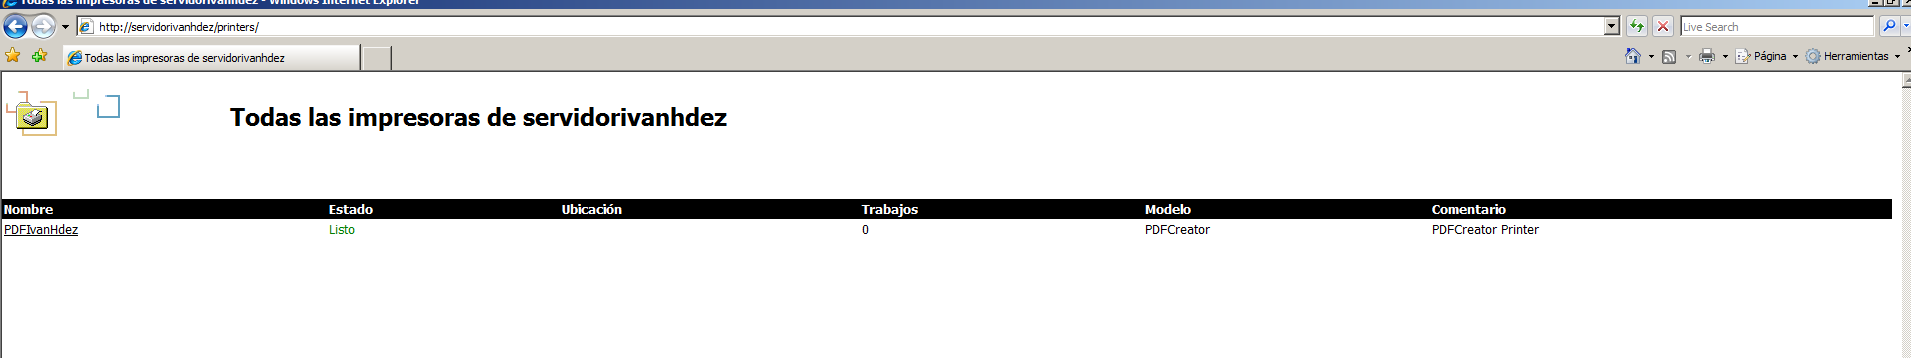 Todas las impresoras de servidorivanhdez - Windows Internet Explorer
http://servidorivanhdez/printers/
Live Search
Todas las impresoras de servidorivanhdez
Página
Herramientas
Todas las impresoras de servidorivanhdez
Nombre Estado Ubicación Trabajos Modelo Comentario
PDFIvanHdez Listo 0 PDFCreator PDFCreator Printer